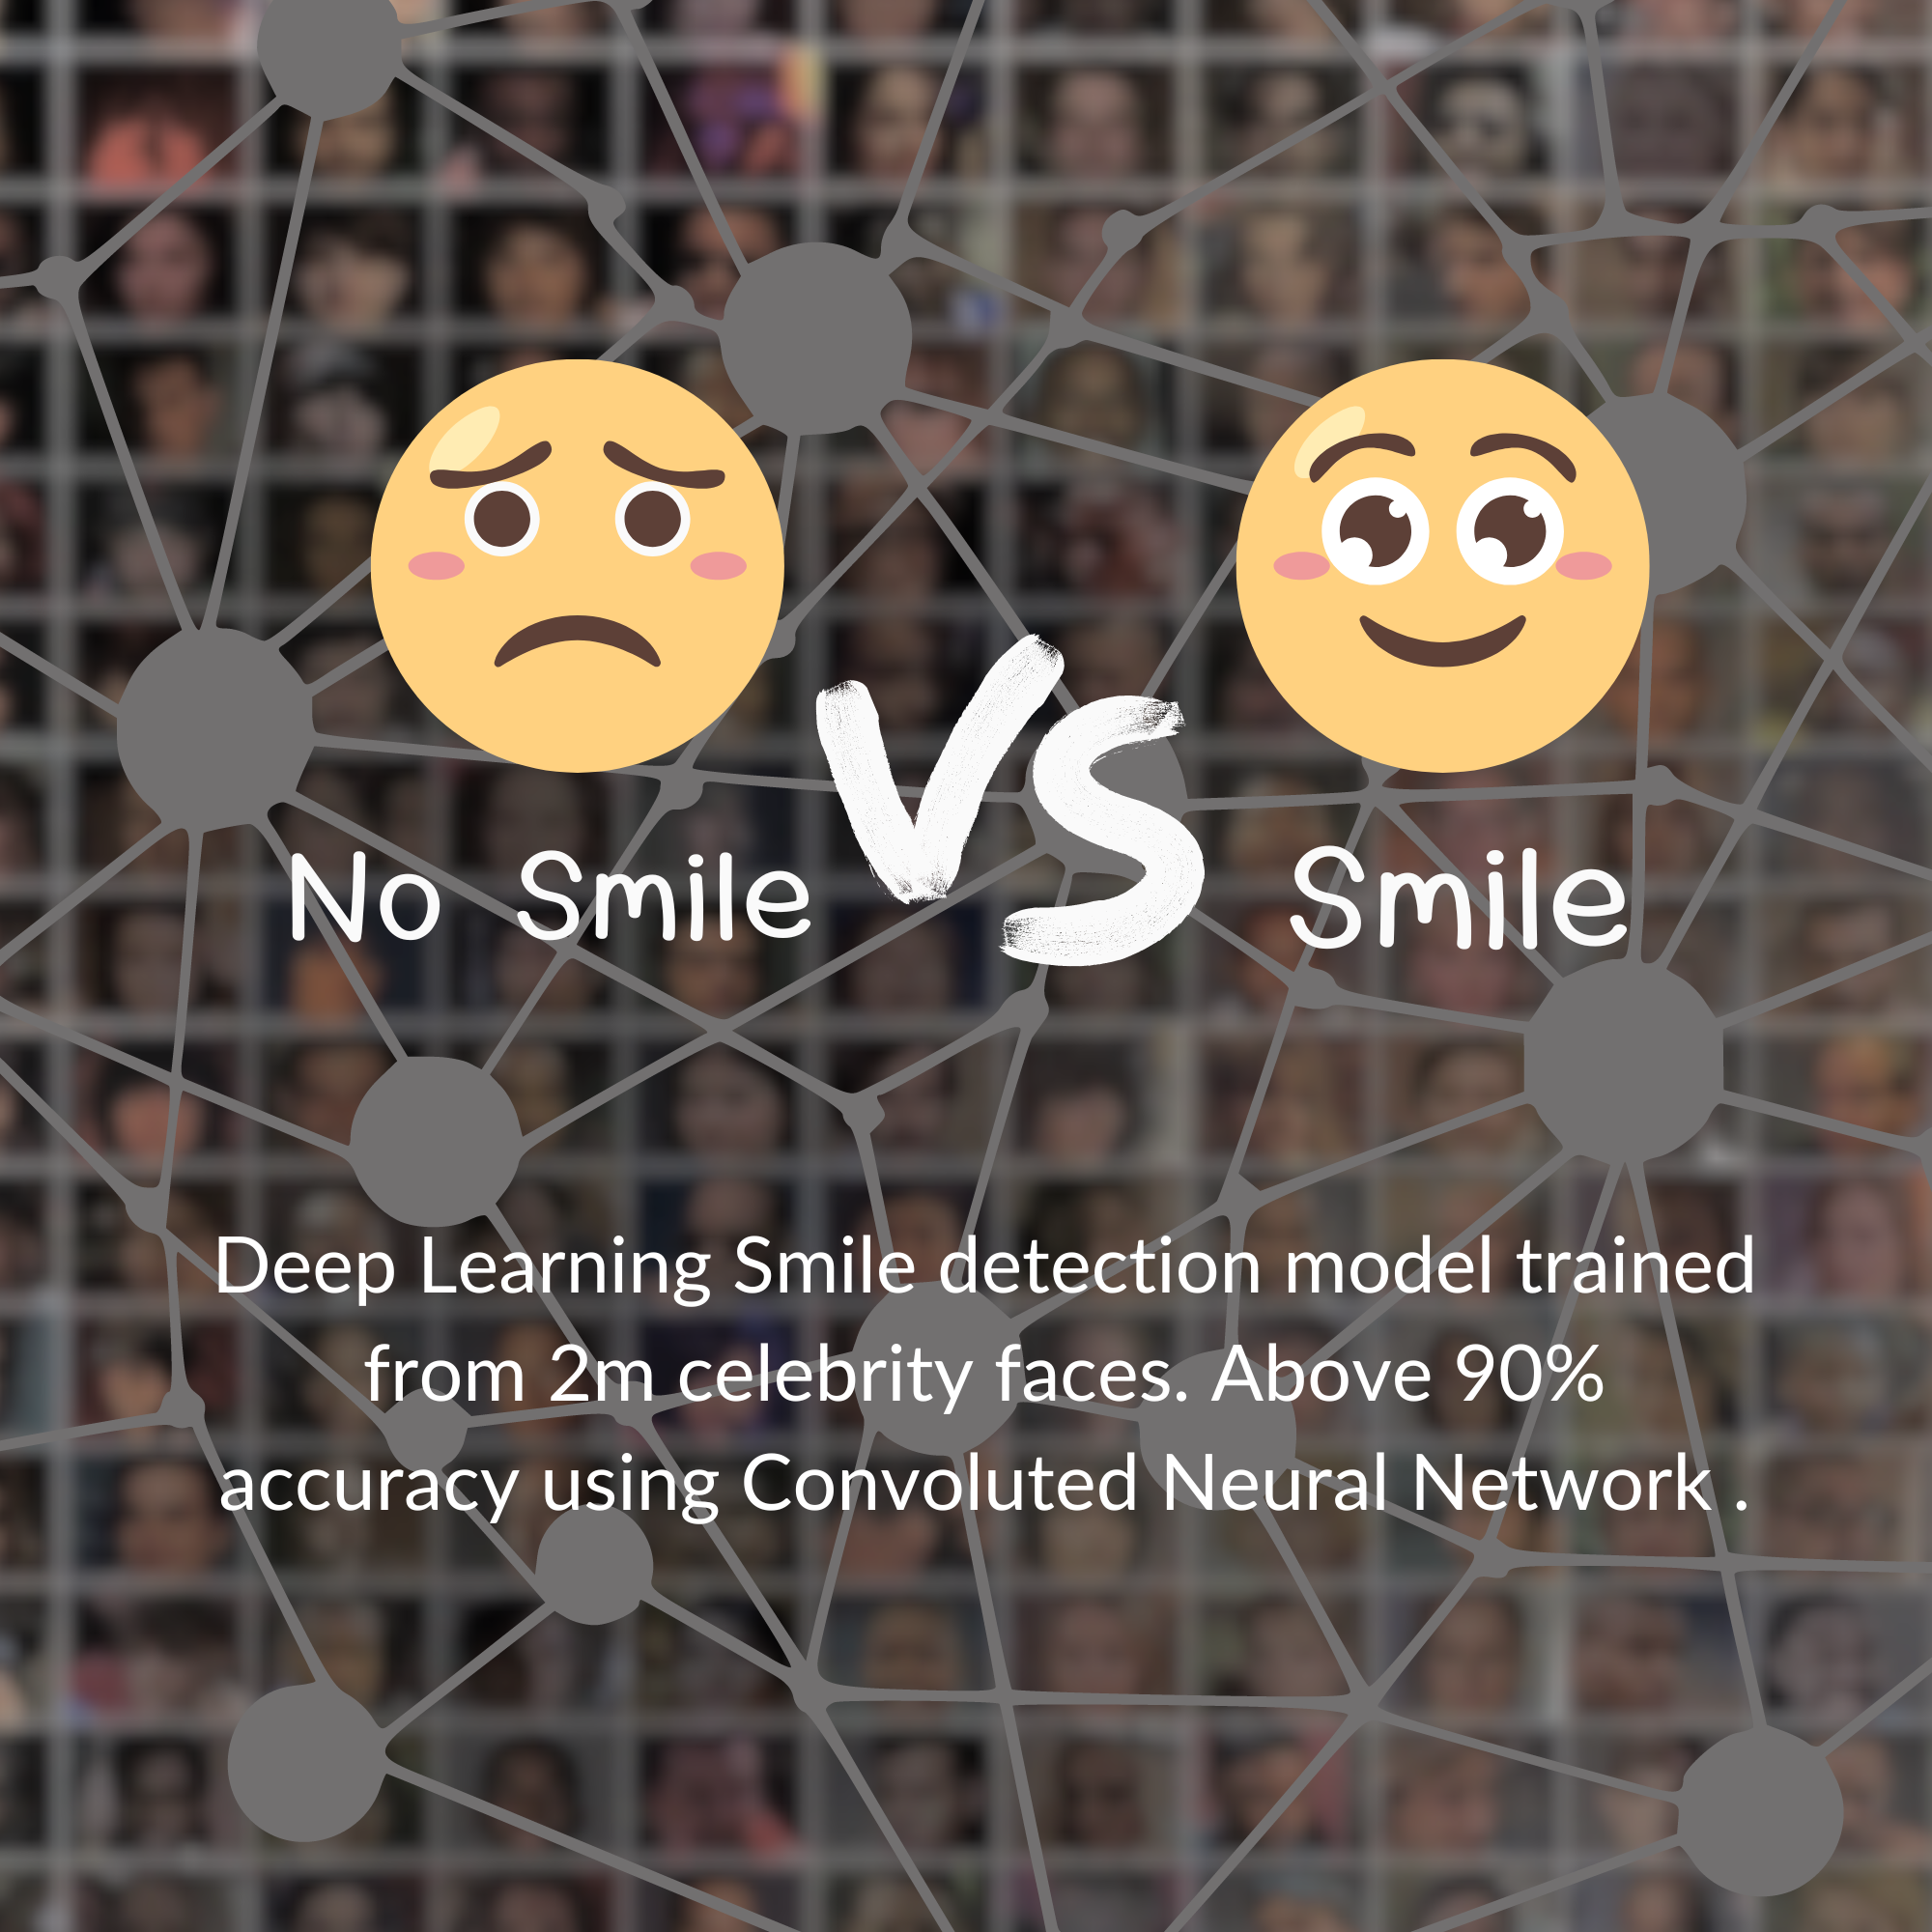 No Smile VS Smile
Deep Learning Smile detection model trained
from 2m celebrity faces. Above 90%
accuracy using Convoluted Neural Network .